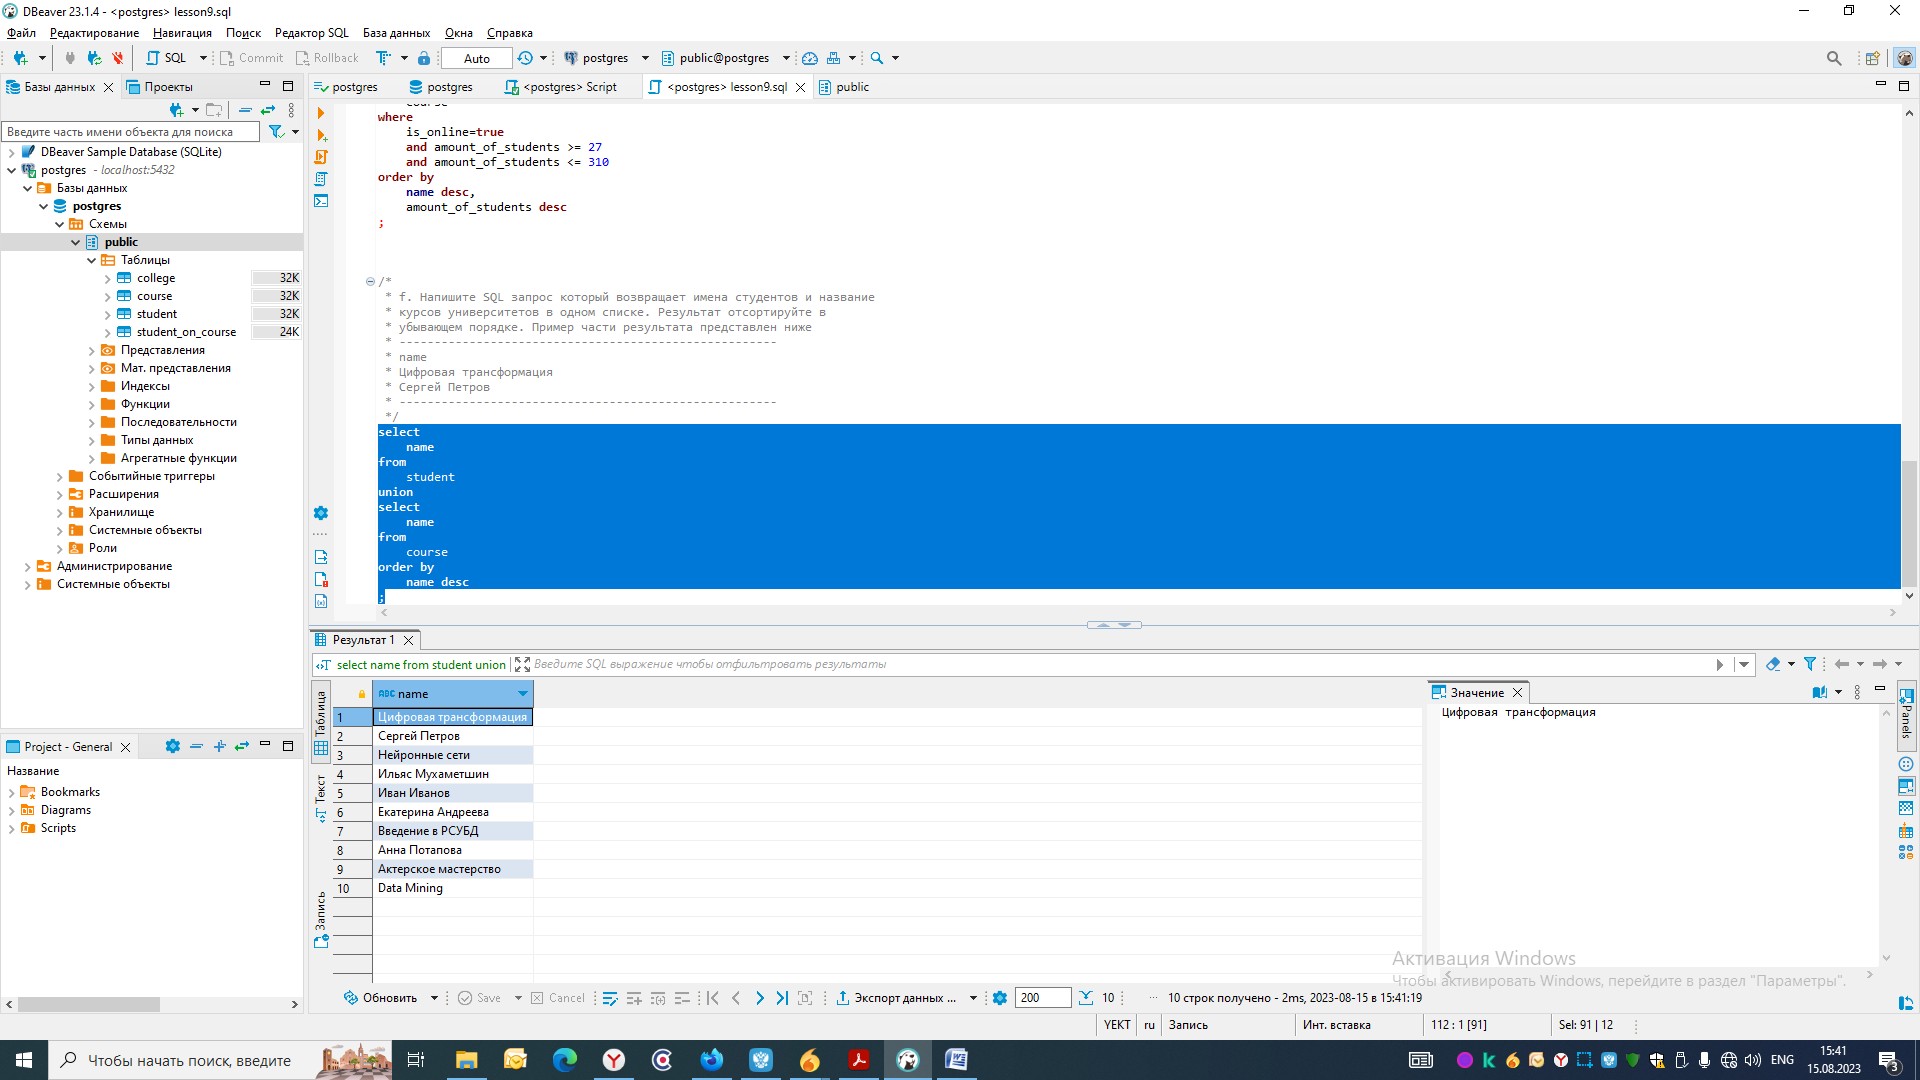 DBeaver 23.1.4 - <postgres> lesson9.sql
Файл Редактирование Навигация Поиск Редактор SQL База данных Окна Справка
SQL Commit Rollback Auto postgres public@postgres
Базы данных Проекты
postgres postgres <postgres> Script <postgres> lesson9.sql public
Введите часть имени объекта для поиска
DBeaver Sample Database (SQLite)
postgres - localhost:5432
Базы данных
postgres
Схемы
public
Таблицы
college 32K
course 32K
student 32K
student_on_course 24K
Представления
Мат. представления
Индексы
Функции
Последовательности
Типы данных
Агрегатные функции
Событийные триггеры
Расширения
Хранилище
Системные объекты
Роли
Администрирование
Системные объекты
Project - General
Название
Bookmarks
Diagrams
Scripts
course
where
is_online=true
and amount_of_students >= 27
and amount_of_students <= 310
order by
name desc,
amount_of_students desc
;
/*
* f. Напишите SQL запрос который возвращает имена студентов и название
* курсов университетов в одном списке. Результат отсортируйте в
* убывающем порядке. Пример части результата представлен ниже
* ------------------------------------------------------
* name
* Цифровая трансформация
* Сергей Петров
* ------------------------------------------------------
*/
select
name
from
student
union
select
name
from
course
order by
name desc
;
Результат 1
select name from student union Введите SQL выражение чтобы отфильтровать результаты
Таблица
Текст
Запись
ABC name
1 Цифровая трансформация
2 Сергей Петров
3 Нейронные сети
4 Ильяс Мухаметшин
5 Иван Иванов
6 Екатерина Андреева
7 Введение в РСУБД
8 Анна Потапова
9 Актерское мастерство
10 Data Mining
Значение
Цифровая трансформация
Panels
Активация Windows
Чтобы активировать Windows, перейдите в раздел "Параметры".
Обновить Save Cancel Экспорт данных ... 200 10 ... 10 строк получено - 2ms, 2023-08-15 в 15:41:19
YEKT ru Запись Инт. вставка 112 : 1 [91] Sel: 91 | 12
Чтобы начать поиск, введите
ENG
15:41
15.08.2023
3